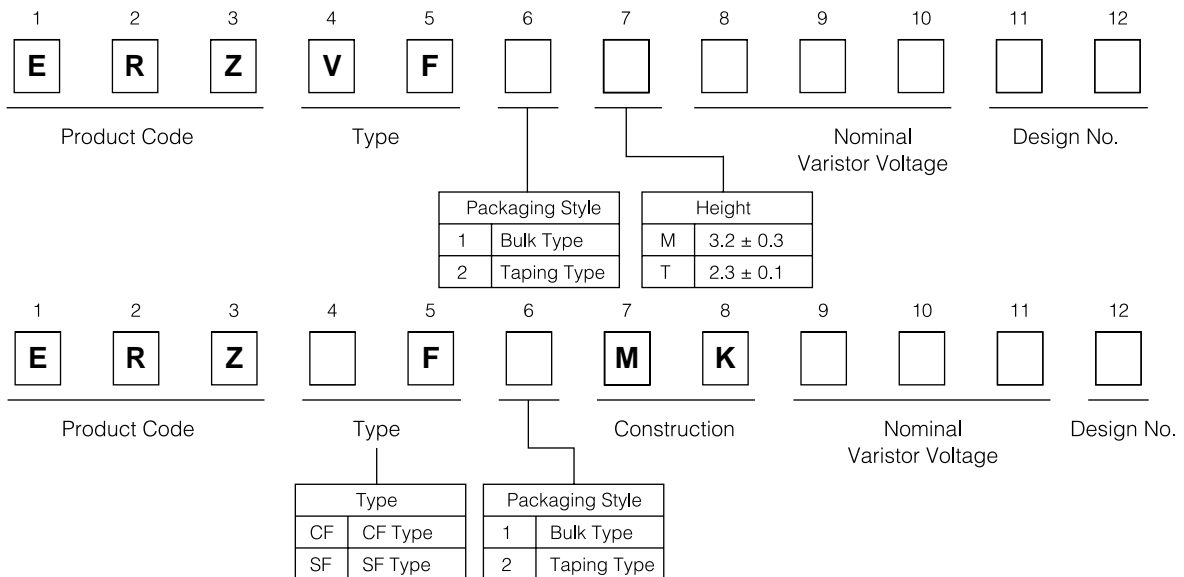 1 2 3 4 5 6 7 8 9 10 11 12
E R Z V F
Product Code Type Nominal Varistor Voltage Design No.
Packaging Style
1 Bulk Type
2 Taping Type
Height
M 3.2 ± 0.3
T 2.3 ± 0.1
1 2 3 4 5 6 7 8 9 10 11 12
E R Z F M K
Product Code Type Construction Nominal Varistor Voltage Design No.
Type
CF CF Type
SF SF Type
Packaging Style
1 Bulk Type
2 Taping Type